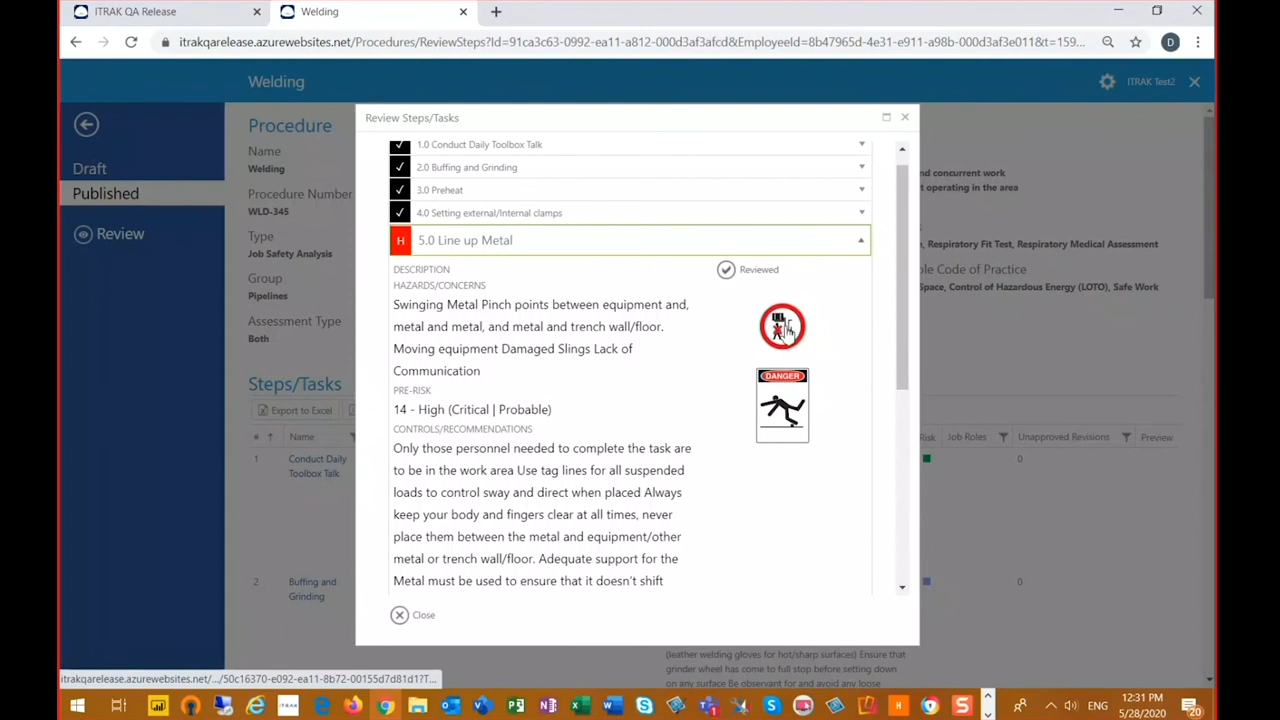 ITRAK QA Release
Welding
itrakqarelease.azurewebsites.net/Procedures/ReviewSteps?Id=91ca3c63-0992-ea11-a812-000d3af3afcd&EmployeeId=8b47965d-4e31-e911-a98b-000d3af3e011&t=159...
D
Welding
ITRAK Test2
Draft
Published
Review
Procedure
Name
Welding
Procedure Number
WLD-345
Type
Job Safety Analysis
Group
Pipelines
Assessment Type
Both
Steps/Tasks
Export to Excel
# Name
1 Conduct Daily
Toolbox Talk
2 Buffing and
Grinding
Review Steps/Tasks
1.0 Conduct Daily Toolbox Talk
2.0 Buffing and Grinding
3.0 Preheat
4.0 Setting external/Internal clamps
H 5.0 Line up Metal
DESCRIPTION
Reviewed
HAZARDS/CONCERNS
Swinging Metal Pinch points between equipment and,
metal and metal, and metal and trench wall/floor.
Moving equipment Damaged Slings Lack of
Communication
PRE-RISK
14 - High (Critical | Probable)
CONTROLS/RECOMMENDATIONS
Only those personnel needed to complete the task are
to be in the work area Use tag lines for all suspended
loads to control sway and direct when placed Always
keep your body and fingers clear at all times, never
place them between the metal and equipment/other
metal or trench wall/floor. Adequate support for the
Metal must be used to ensure that it doesn't shift
DANGER
Close
and concurrent work
t operating in the area
, Respiratory Fit Test, Respiratory Medical Assessment
le Code of Practice
Space, Control of Hazardous Energy (LOTO), Safe Work
Risk Job Roles Unapproved Revisions Preview
0
0
(leather welding gloves for hot/sharp surfaces) Ensure that
grinder wheel has come to full stop before setting down
on any surface Be observant for and avoid any loose
itrakqarelease.azurewebsites.net/.../50c16370-e092-ea11-8b72-00155d7d81d1?T...
ITRAK
ENG
12:31 PM
5/28/2020
20